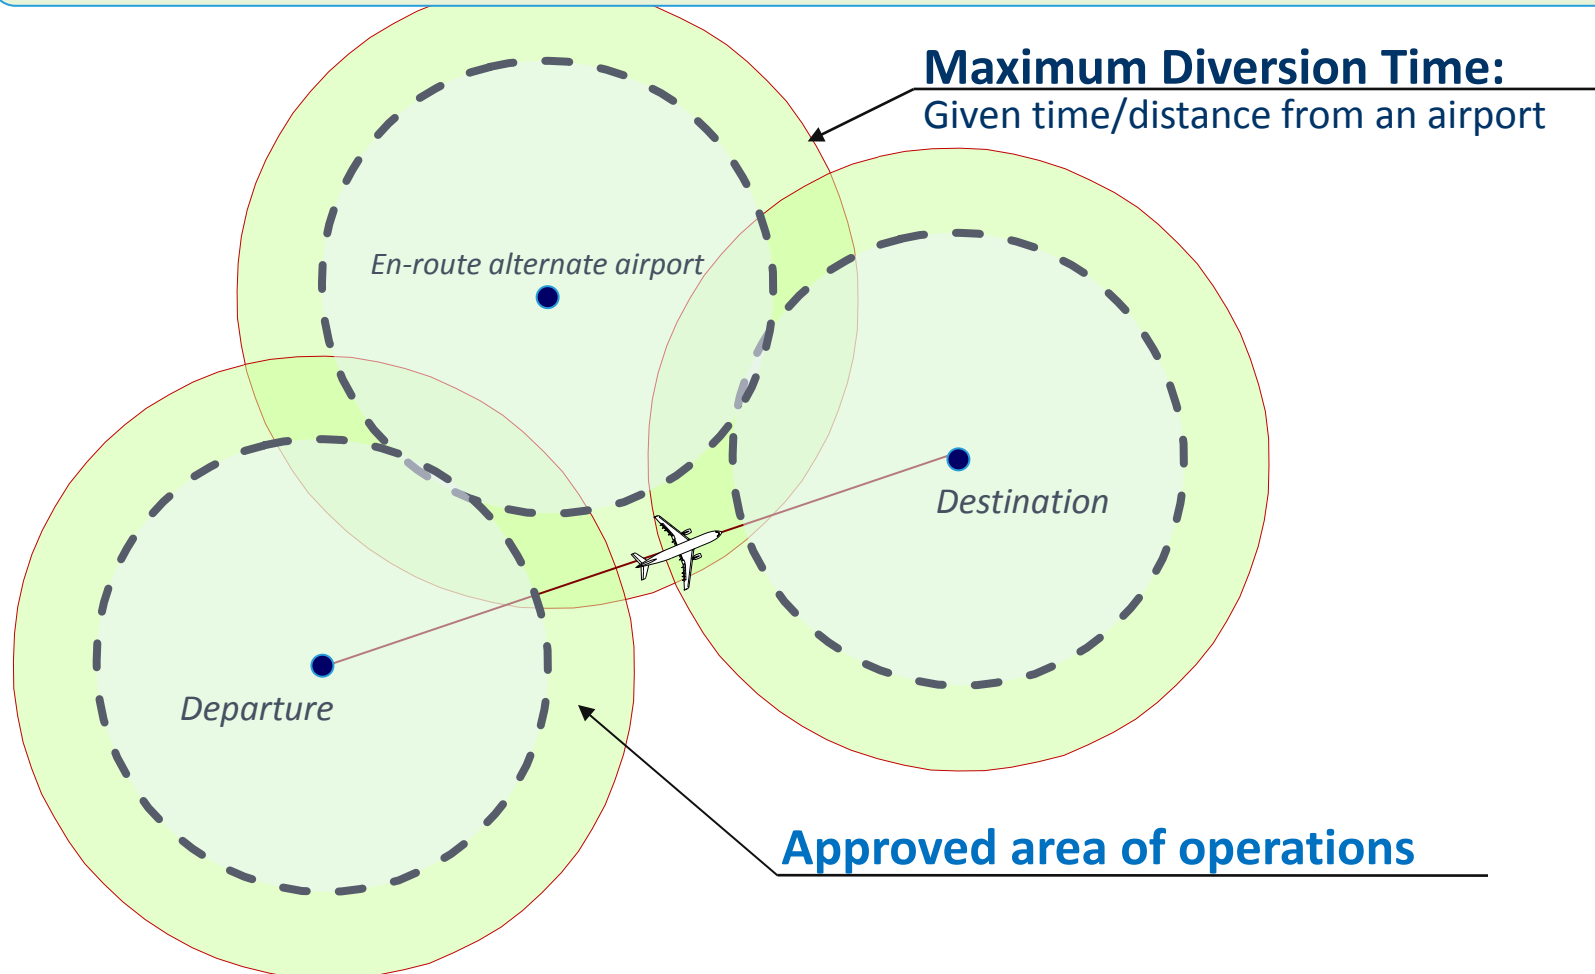 Maximum Diversion Time:
Given time/distance from an airport
En-route alternate airport
Destination
Departure
Approved area of operations